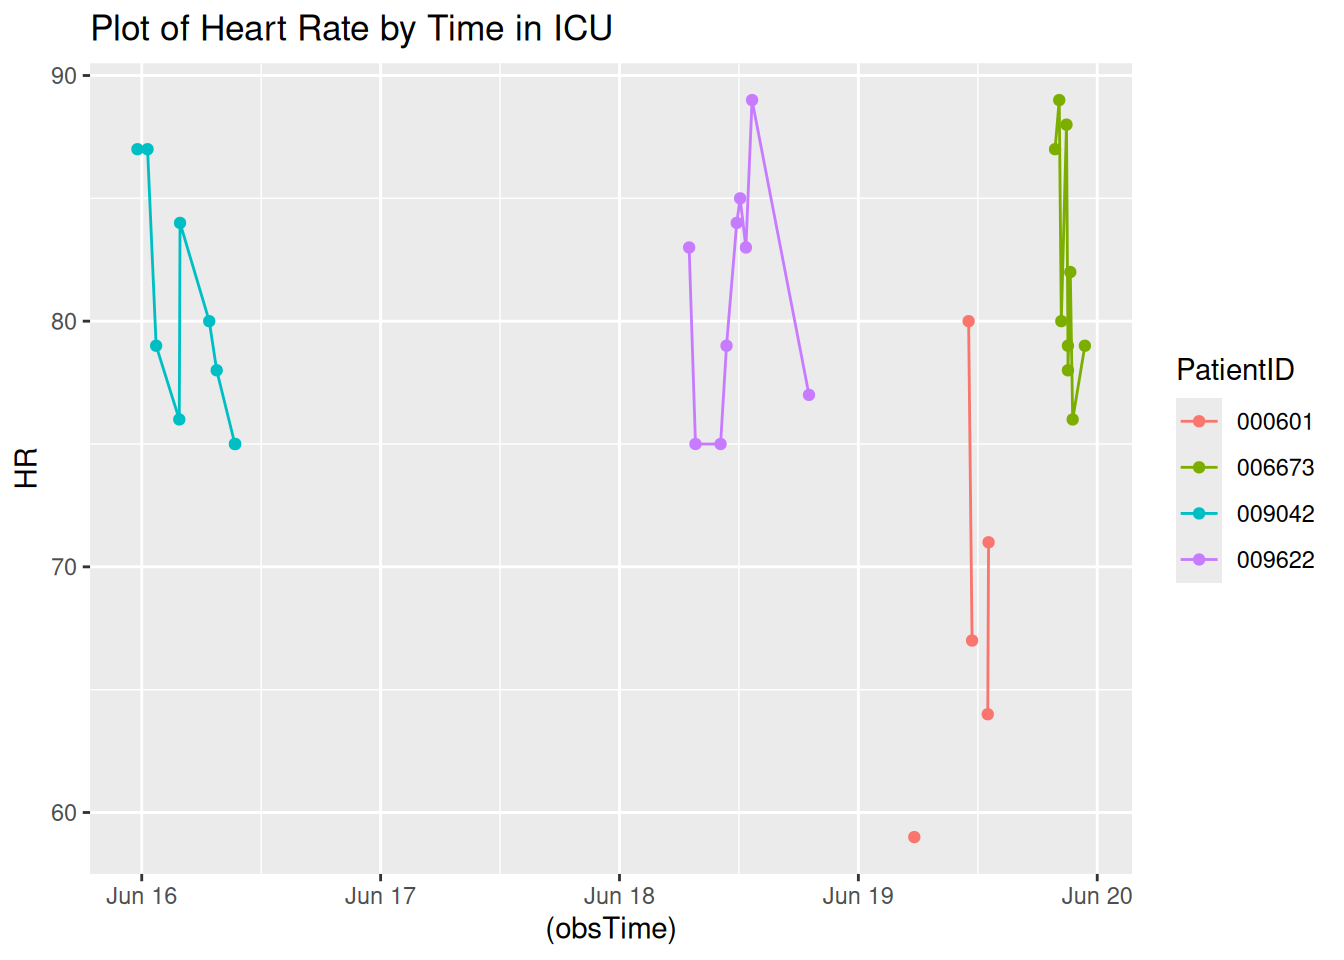 Plot of Heart Rate by Time in ICU
90
80
70
60
HR
Jun 16
Jun 17
Jun 18
Jun 19
Jun 20
(obsTime)
PatientID
000601
006673
009042
009622